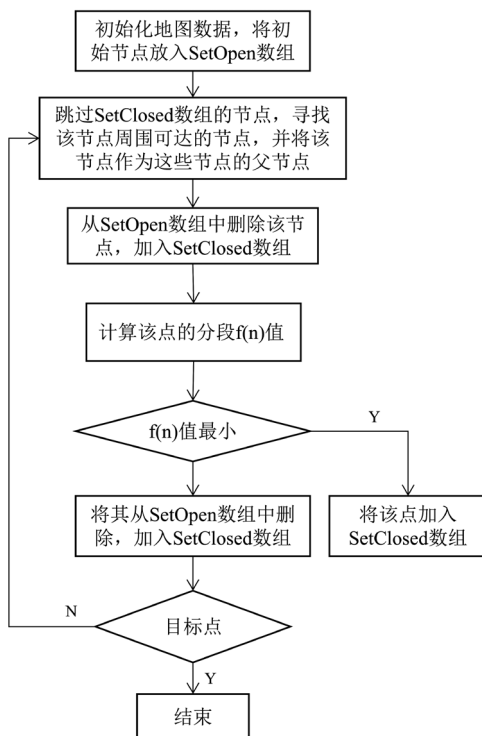 初始化地图数据，将初
始节点放入SetOpen数组
跳过SetClosed数组的节点，寻找
该节点周围可达的节点，并将该
节点作为这些节点的父节点
从SetOpen数组中删除该节
点，加入SetClosed数组
计算该点的分段f(n)值
f(n)值最小
Y
将其从SetOpen数组中删
除，加入SetClosed数组
将该点加入
SetClosed数组
N
目标点
Y
结束